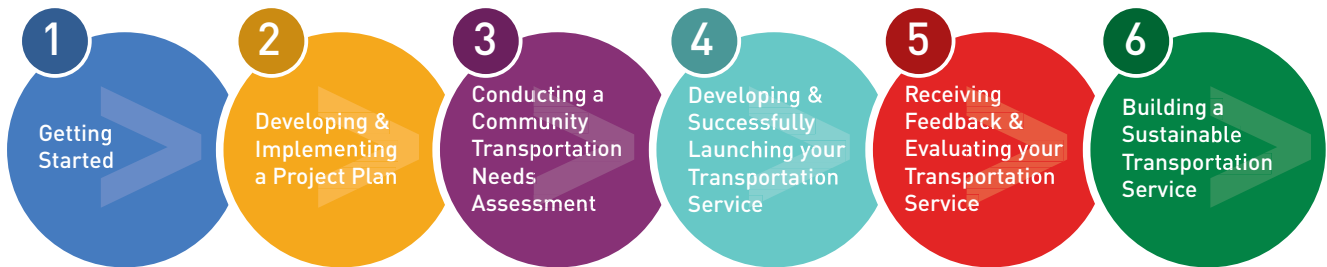 1
Getting
Started
2
Developing &
Implementing
a Project Plan
3
Conducting a
Community
Transportation
Needs
Assessment
4
Developing &
Successfully
Launching your
Transportation
Service
5
Receiving
Feedback &
Evaluating your
Transportation
Service
6
Building a
Sustainable
Transportation
Service